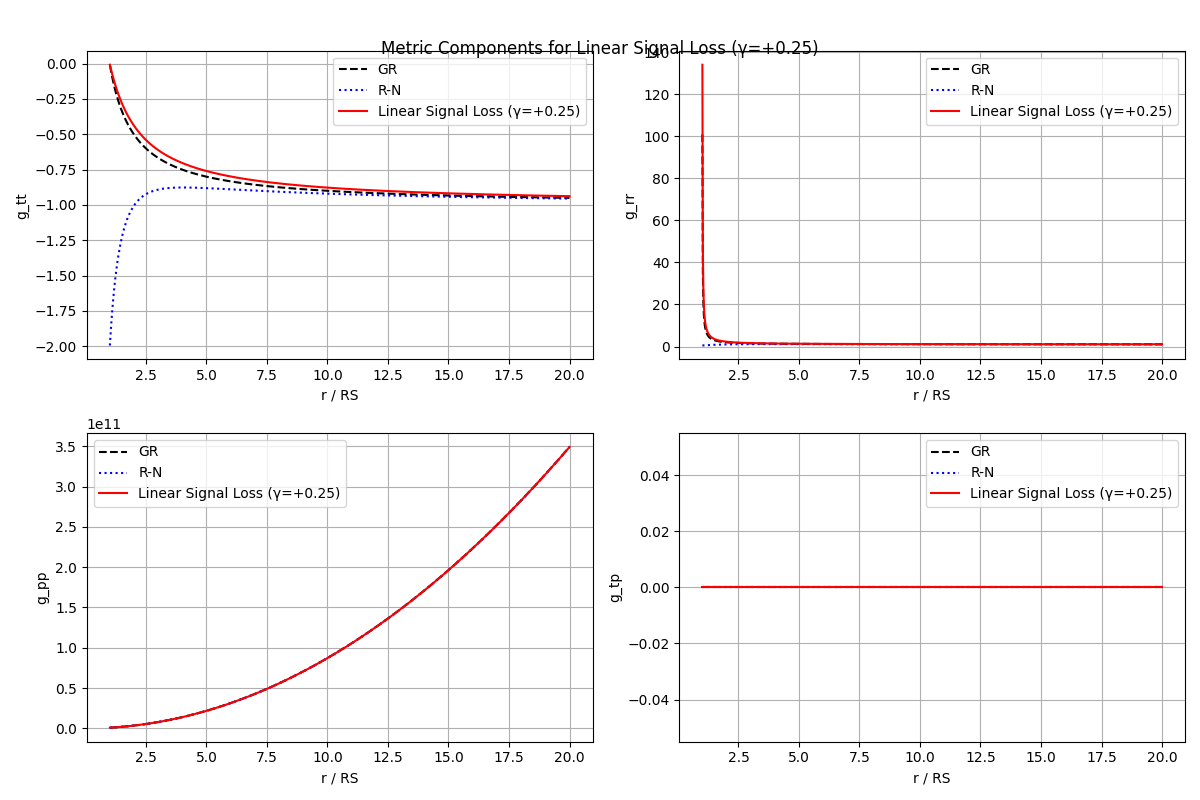 Metric Components for Linear Signal Loss (γ=+0.25)
0.00
−0.25
−0.50
−0.75
−1.00
−1.25
−1.50
−1.75
−2.00
g_tt
GR
R-N
Linear Signal Loss (γ=+0.25)
2.5 5.0 7.5 10.0 12.5 15.0 17.5 20.0
r / RS
140
120
100
80
60
40
20
0
g_rr
GR
R-N
Linear Signal Loss (γ=+0.25)
2.5 5.0 7.5 10.0 12.5 15.0 17.5 20.0
r / RS
1e11
3.5
3.0
2.5
2.0
1.5
1.0
0.5
0.0
g_pp
GR
R-N
Linear Signal Loss (γ=+0.25)
2.5 5.0 7.5 10.0 12.5 15.0 17.5 20.0
r / RS
0.04
0.02
0.00
−0.02
−0.04
g_tp
GR
R-N
Linear Signal Loss (γ=+0.25)
2.5 5.0 7.5 10.0 12.5 15.0 17.5 20.0
r / RS